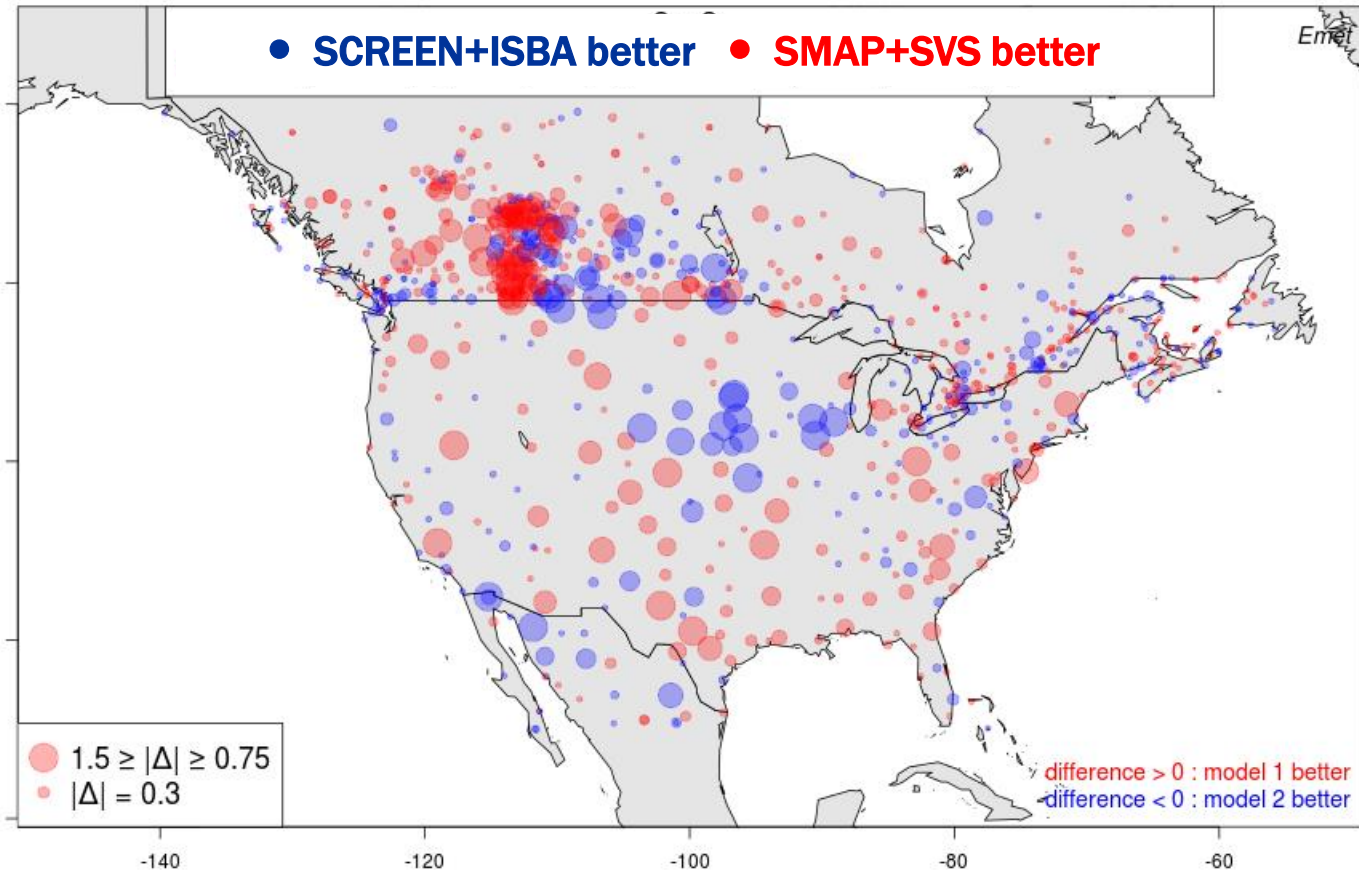 SCREEN+ISBA better SMAP+SVS better
Emet
1.5 ≥ |Δ| ≥ 0.75
|Δ| = 0.3
difference > 0 : model 1 better
difference < 0 : model 2 better
-140 -120 -100 -80 -60